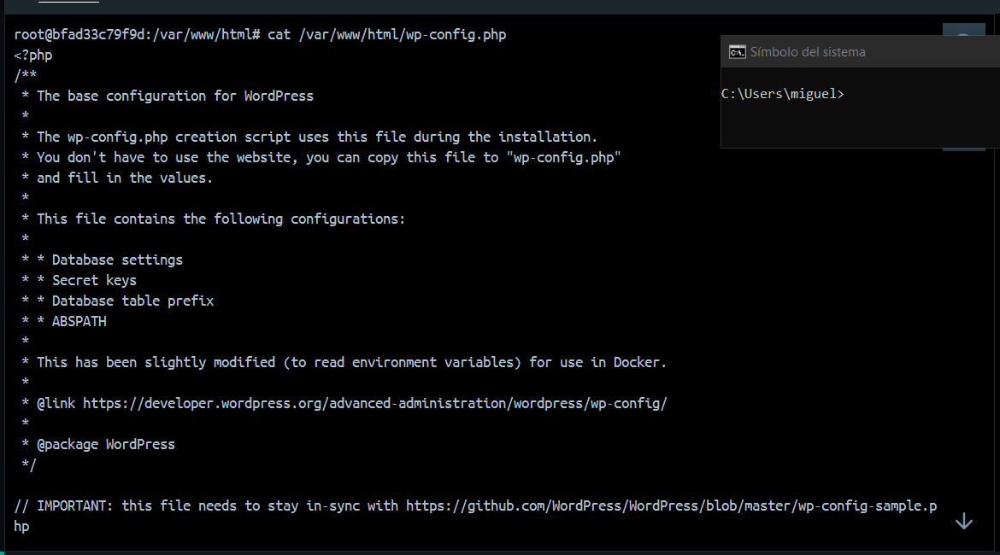 root@bfad33c79f9d:/var/www/html# cat /var/www/html/wp-config.php
<?php
/**
 * The base configuration for WordPress
 *
 * The wp-config.php creation script uses this file during the installation.
 * You don't have to use the website, you can copy this file to "wp-config.php"
 * and fill in the values.
 *
 * This file contains the following configurations:
 *
 * * Database settings
 * * Secret keys
 * * Database table prefix
 * * ABSPATH
 *
 * This has been slightly modified (to read environment variables) for use in Docker.
 *
 * @link https://developer.wordpress.org/advanced-administration/wordpress/wp-config/
 *
 * @package WordPress
 */

// IMPORTANT: this file needs to stay in-sync with https://github.com/WordPress/WordPress/blob/master/wp-config-sample.p
hp
Símbolo del sistema
C:\Users\miguel>